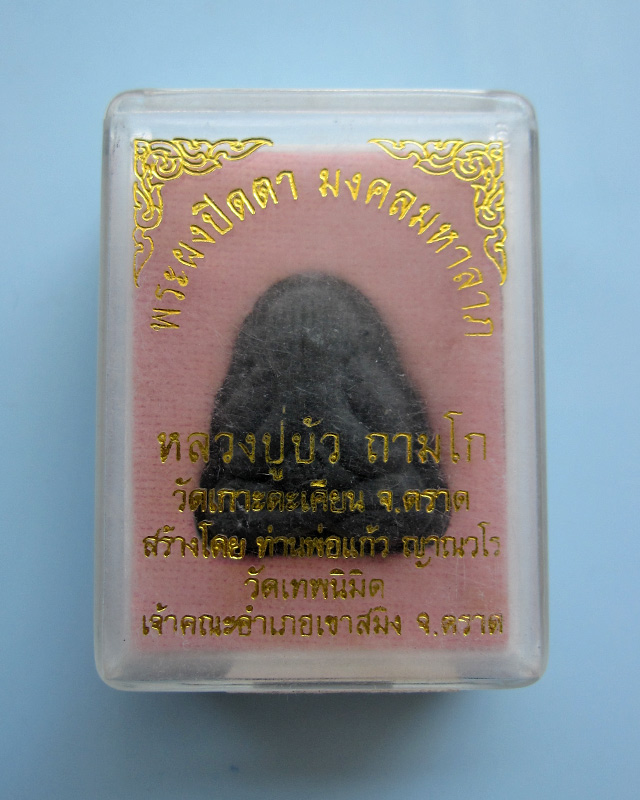 พระผงปิดตา มงคลมหาลาภ
หลวงปู่บัว ถามโก
วัดเกาะตะเคียน จ.ตราด
สร้างโดย ท่านพ่อแก้ว ญาณวโร
วัดเทพนิมิต
เจ้าคณะอำเภอเขาสมิง จ.ตราด